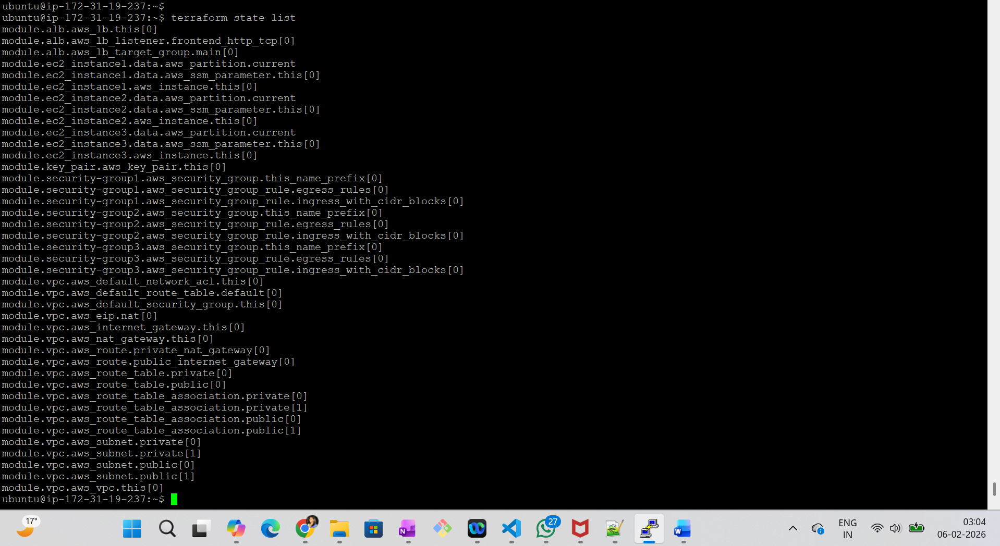 ubuntu@ip-172-31-19-237:~$
ubuntu@ip-172-31-19-237:~$ terraform state list
module.alb.aws_lb.this[0]
module.alb.aws_lb_listener.frontend_http_tcp[0]
module.alb.aws_lb_target_group.main[0]
module.ec2_instance1.data.aws_partition.current
module.ec2_instance1.data.aws_ssm_parameter.this[0]
module.ec2_instance1.aws_instance.this[0]
module.ec2_instance2.data.aws_partition.current
module.ec2_instance2.data.aws_ssm_parameter.this[0]
module.ec2_instance2.aws_instance.this[0]
module.ec2_instance3.data.aws_partition.current
module.ec2_instance3.data.aws_ssm_parameter.this[0]
module.ec2_instance3.aws_instance.this[0]
module.key_pair.aws_key_pair.this[0]
module.security-group1.aws_security_group.this_name_prefix[0]
module.security-group1.aws_security_group_rule.egress_rules[0]
module.security-group1.aws_security_group_rule.ingress_with_cidr_blocks[0]
module.security-group2.aws_security_group.this_name_prefix[0]
module.security-group2.aws_security_group_rule.egress_rules[0]
module.security-group2.aws_security_group_rule.ingress_with_cidr_blocks[0]
module.security-group3.aws_security_group.this_name_prefix[0]
module.security-group3.aws_security_group_rule.egress_rules[0]
module.security-group3.aws_security_group_rule.ingress_with_cidr_blocks[0]
module.vpc.aws_default_network_acl.this[0]
module.vpc.aws_default_route_table.default[0]
module.vpc.aws_default_security_group.this[0]
module.vpc.aws_eip.nat[0]
module.vpc.aws_internet_gateway.this[0]
module.vpc.aws_nat_gateway.this[0]
module.vpc.aws_route.private_nat_gateway[0]
module.vpc.aws_route.public_internet_gateway[0]
module.vpc.aws_route_table.private[0]
module.vpc.aws_route_table.public[0]
module.vpc.aws_route_table_association.private[0]
module.vpc.aws_route_table_association.private[1]
module.vpc.aws_route_table_association.public[0]
module.vpc.aws_route_table_association.public[1]
module.vpc.aws_subnet.private[0]
module.vpc.aws_subnet.private[1]
module.vpc.aws_subnet.public[0]
module.vpc.aws_subnet.public[1]
module.vpc.aws_vpc.this[0]
ubuntu@ip-172-31-19-237:~$
17°
N
27
W
ENG
IN
03:04
06-02-2026